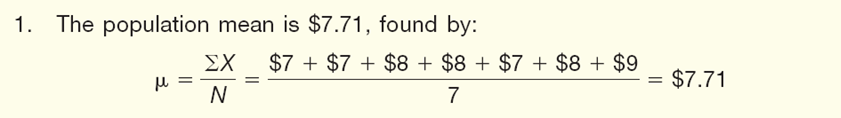 1. The population mean is $7.71, found by:
μ = ΣX / N = $7 + $7 + $8 + $8 + $7 + $8 + $9 / 7 = $7.71